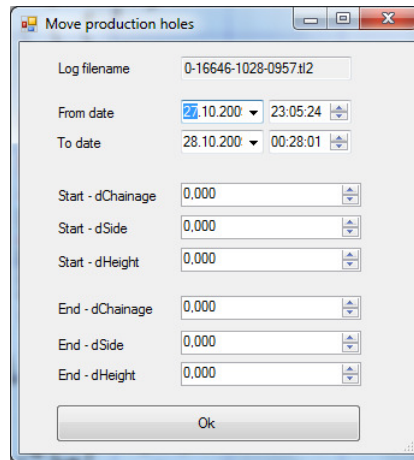 Move production holes
Log filename 0-16646-1028-0957.tl2
From date 27.10.200 23:05:24
To date 28.10.200 00:28:01
Start - dChainage 0,000
Start - dSide 0,000
Start - dHeight 0,000
End - dChainage 0,000
End - dSide 0,000
End - dHeight 0,000
Ok